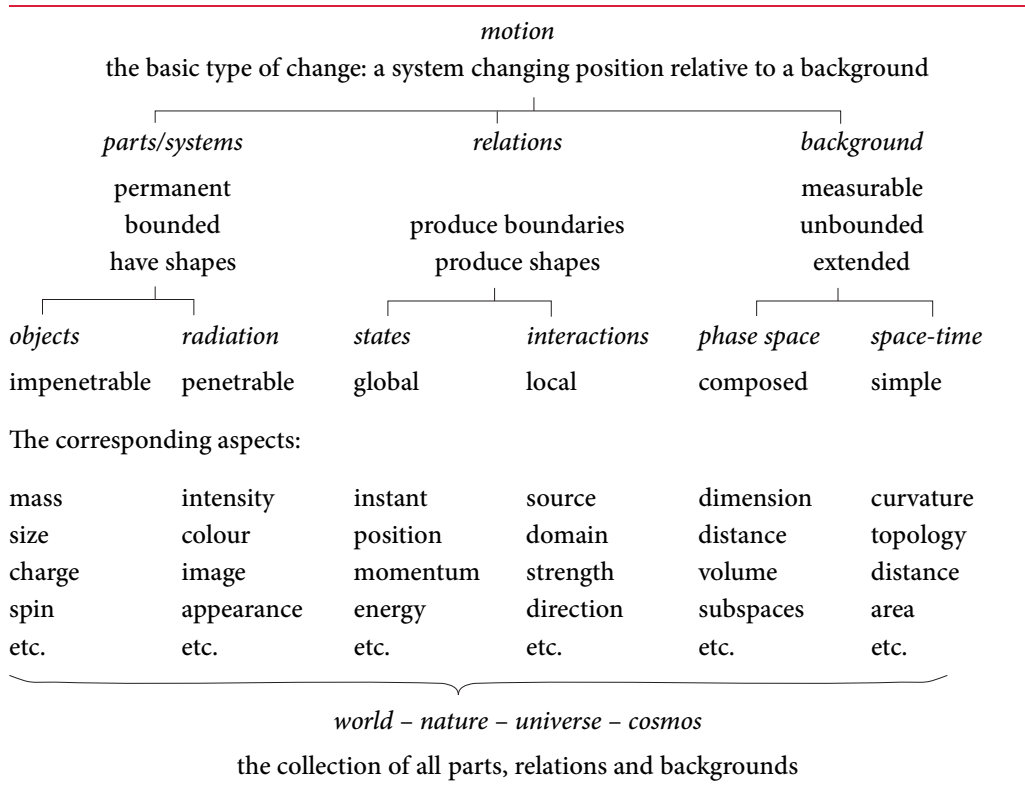 motion
the basic type of change: a system changing position relative to a background
parts/systems relations background
permanent measurable
bounded produce boundaries unbounded
have shapes produce shapes extended
objects radiation states interactions phase space space-time
impenetrable penetrable global local composed simple
The corresponding aspects:
mass intensity instant source dimension curvature
size colour position domain distance topology
charge image momentum strength volume distance
spin appearance energy direction subspaces area
etc. etc. etc. etc. etc. etc.
world – nature – universe – cosmos
the collection of all parts, relations and backgrounds